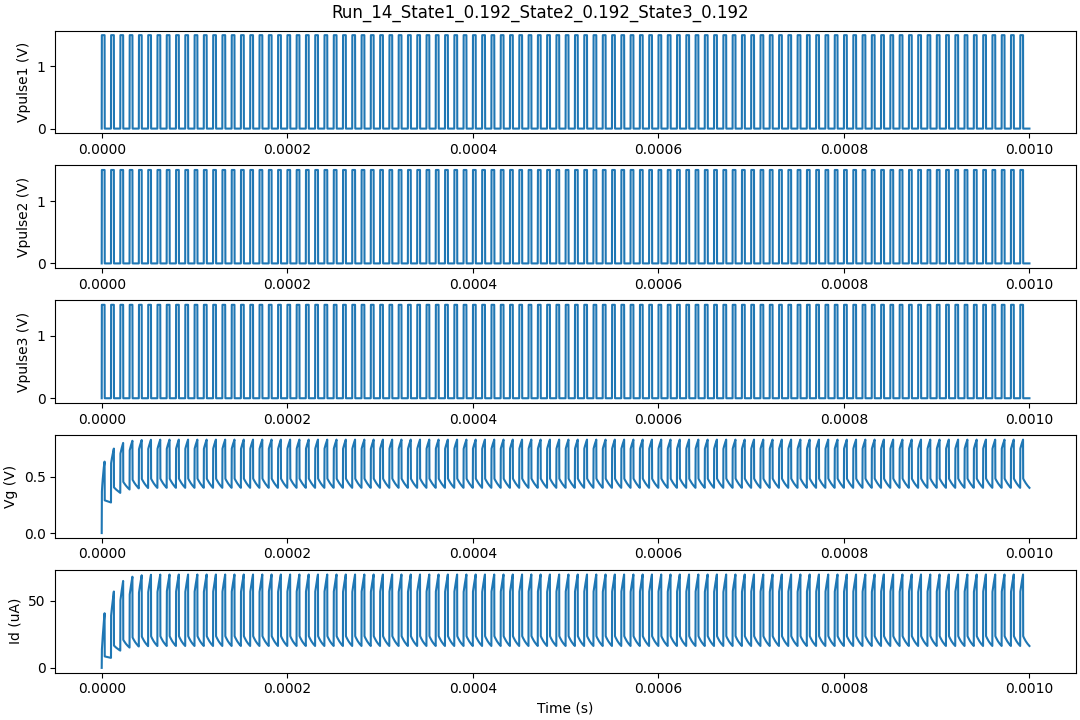 Run_14_State1_0.192_State2_0.192_State3_0.192
Vpulse1 (V)
1
0
0.0000 0.0002 0.0004 0.0006 0.0008 0.0010
Vpulse2 (V)
1
0
0.0000 0.0002 0.0004 0.0006 0.0008 0.0010
Vpulse3 (V)
1
0
0.0000 0.0002 0.0004 0.0006 0.0008 0.0010
Vg (V)
0.5
0.0
0.0000 0.0002 0.0004 0.0006 0.0008 0.0010
Id (uA)
50
0
0.0000 0.0002 0.0004 0.0006 0.0008 0.0010
Time (s)